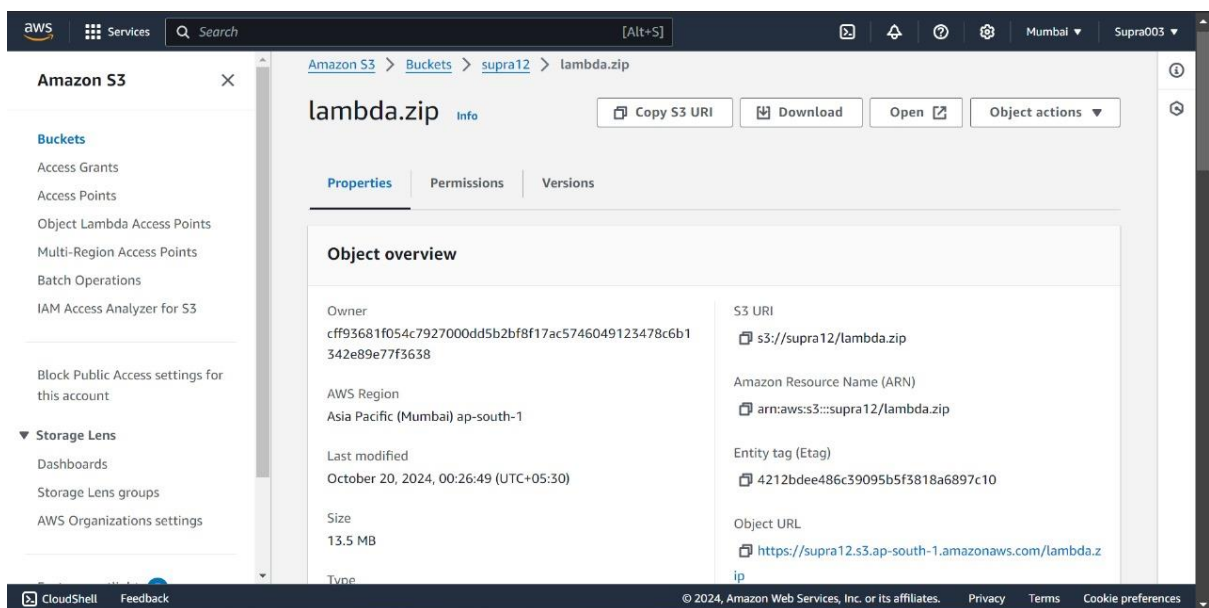 aws
Services
Search
[Alt+S]
Mumbai
Supra003
Amazon S3
Buckets
Access Grants
Access Points
Object Lambda Access Points
Multi-Region Access Points
Batch Operations
IAM Access Analyzer for S3
Block Public Access settings for
this account
Storage Lens
Dashboards
Storage Lens groups
AWS Organizations settings
Amazon S3 > Buckets > supra12 > lambda.zip
lambda.zip Info
Copy S3 URI
Download
Open
Object actions
Properties
Permissions
Versions
Object overview
Owner
cff93681f054c7927000dd5b2bf8f17ac5746049123478c6b1
342e89e77f3638
AWS Region
Asia Pacific (Mumbai) ap-south-1
Last modified
October 20, 2024, 00:26:49 (UTC+05:30)
Size
13.5 MB
Type
S3 URI
s3://supra12/lambda.zip
Amazon Resource Name (ARN)
arn:aws:s3:::supra12/lambda.zip
Entity tag (Etag)
4212bdee486c39095b5f3818a6897c10
Object URL
https://supra12.s3.ap-south-1.amazonaws.com/lambda.z
ip
CloudShell
Feedback
© 2024, Amazon Web Services, Inc. or its affiliates.
Privacy
Terms
Cookie preferences